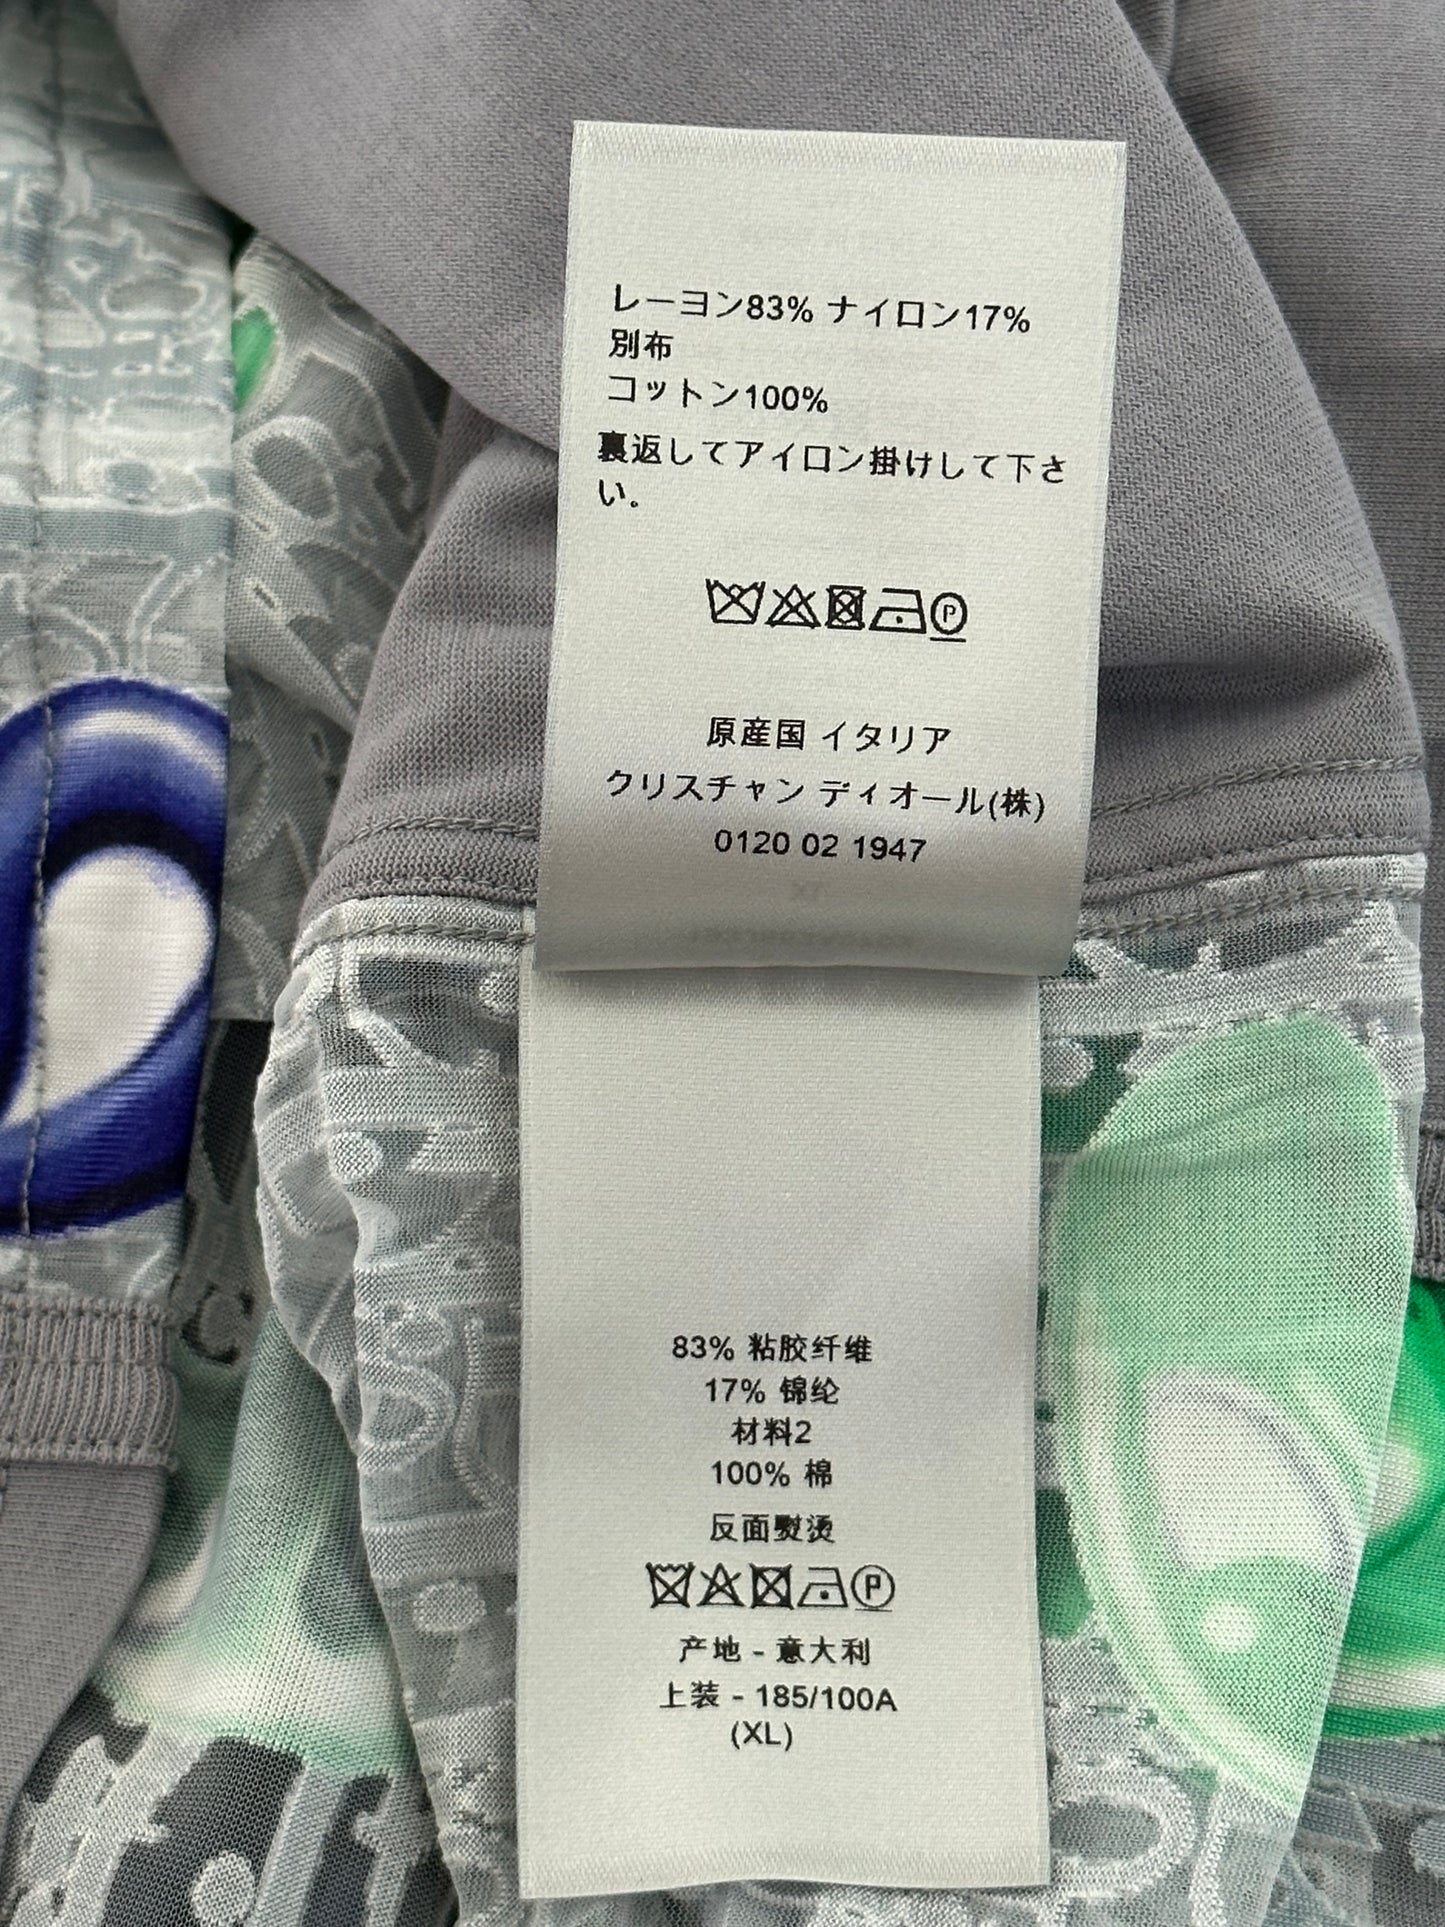 レーヨン83% ナイロン17%
別布
コットン100%
裏返してアイロン掛けして下さ
い。
P
原産国 イタリア
クリスチャン ディオール(株)
0120 02 1947
83% 粘胶纤维
17% 锦纶
材料2
100% 棉
反面熨烫
P
产地 - 意大利
上装 - 185/100A
(XL)